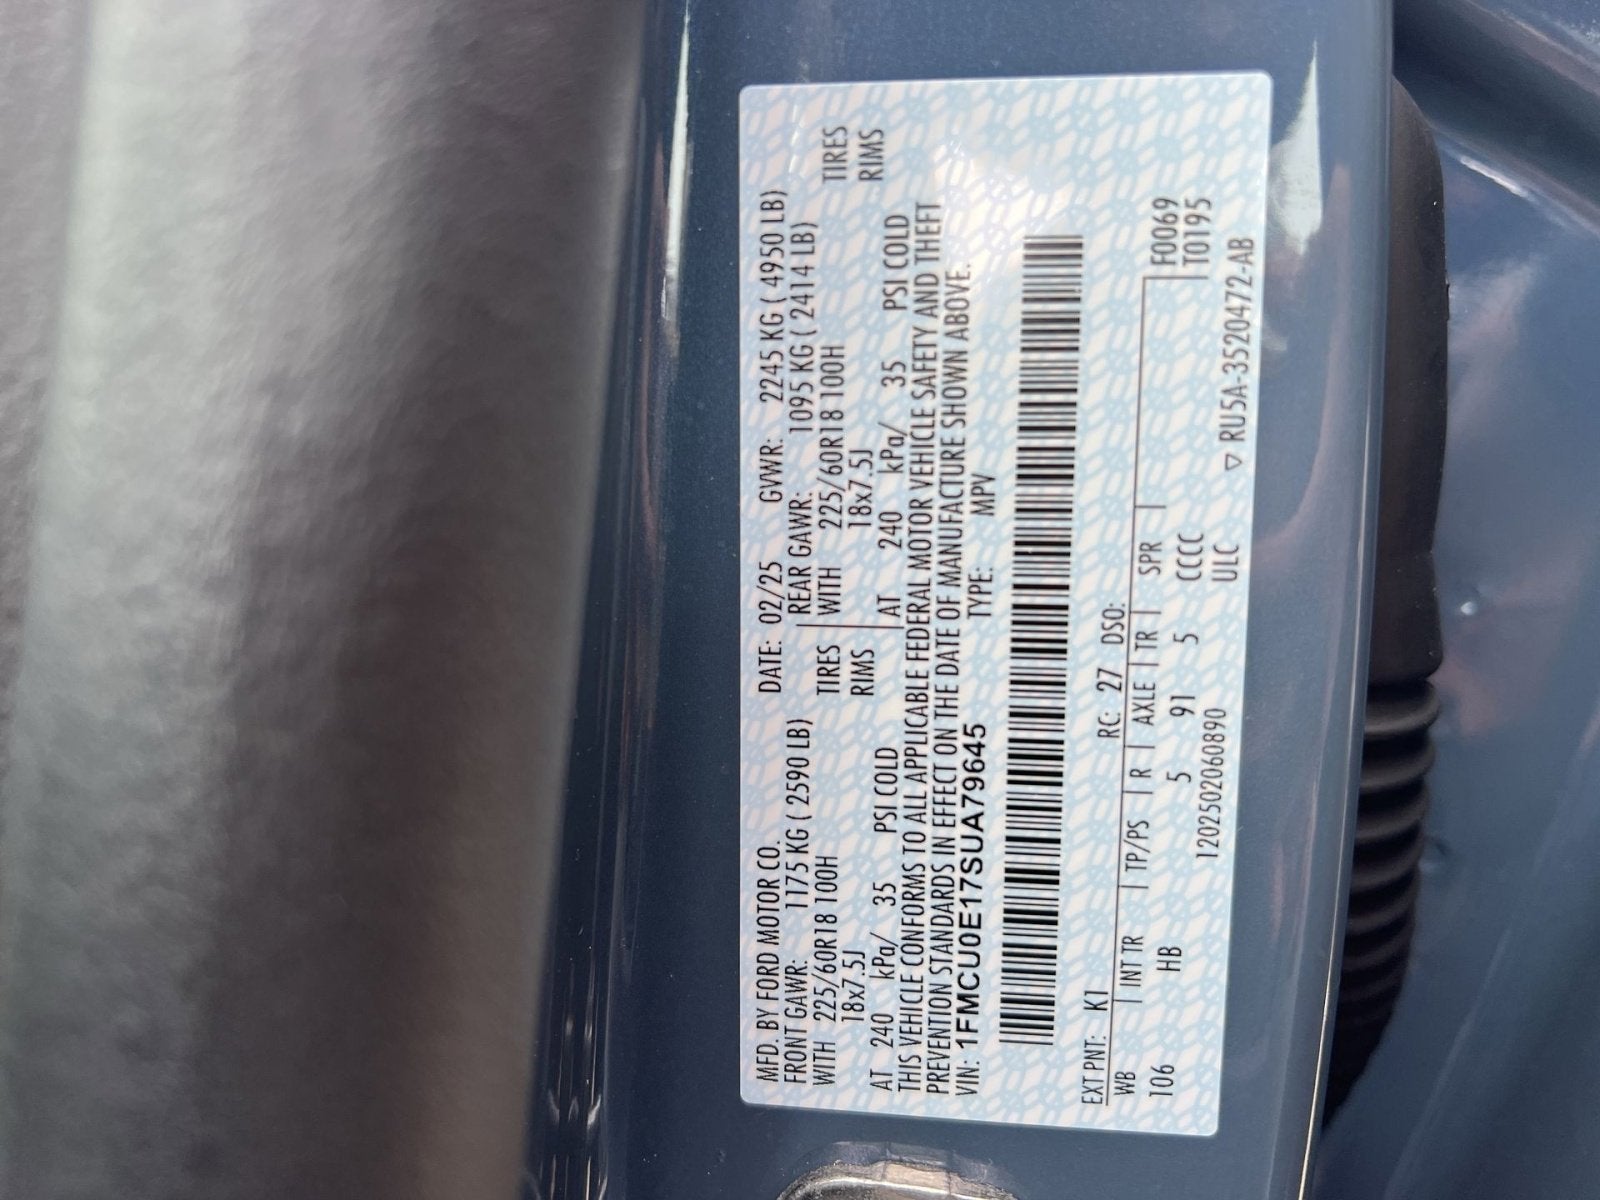 MFD. BY FORD MOTOR CO.
DATE: 02/25 GVWR: 2245 KG ( 4950 LB)
FRONT GAWR: 1175 KG ( 2590 LB)
REAR GAWR: 1095 KG ( 2414 LB)
WITH 225/60R18 100H TIRES
WITH 225/60R18 100H TIRES
18x7.5J RIMS
18x7.5J RIMS
AT 240 kPa/ 35 PSI COLD
AT 240 kPa/ 35 PSI COLD
THIS VEHICLE CONFORMS TO ALL APPLICABLE FEDERAL MOTOR VEHICLE SAFETY AND THEFT
PREVENTION STANDARDS IN EFFECT ON THE DATE OF MANUFACTURE SHOWN ABOVE.
VIN: 1FMCU0E17SUA79645 TYPE: MPV
EXT PNT: K1 RC: 27 DSO:
WB INT TR TP/PS R AXLE TR SPR F0069
106 HB 5 91 5 CCCC T0195
ULC
12025020​60890 ▽ RU5A-3520472-AB